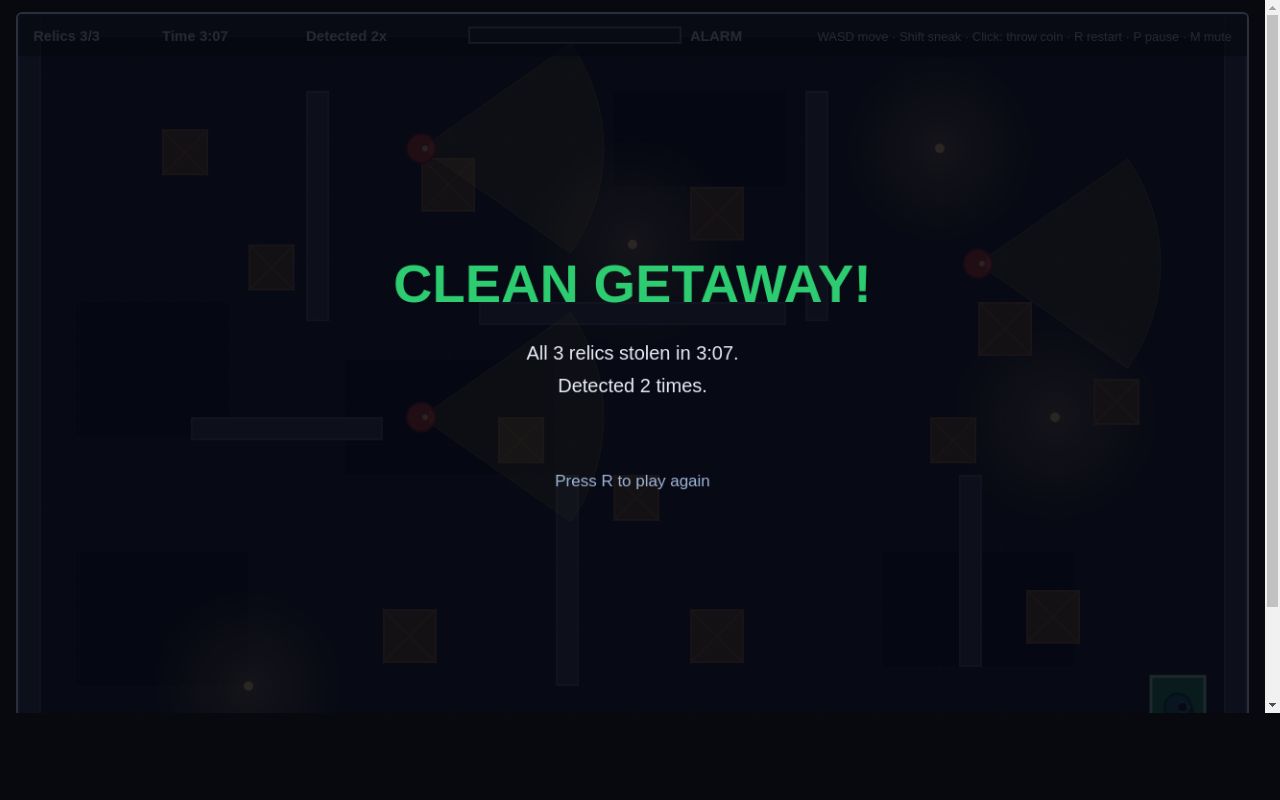 Relics 3/3 Time 3:07 Detected 2x ALARM WASD move · Shift sneak · Click: throw coin · R restart · P pause · M mute
CLEAN GETAWAY!
All 3 relics stolen in 3:07.
Detected 2 times.
Press R to play again